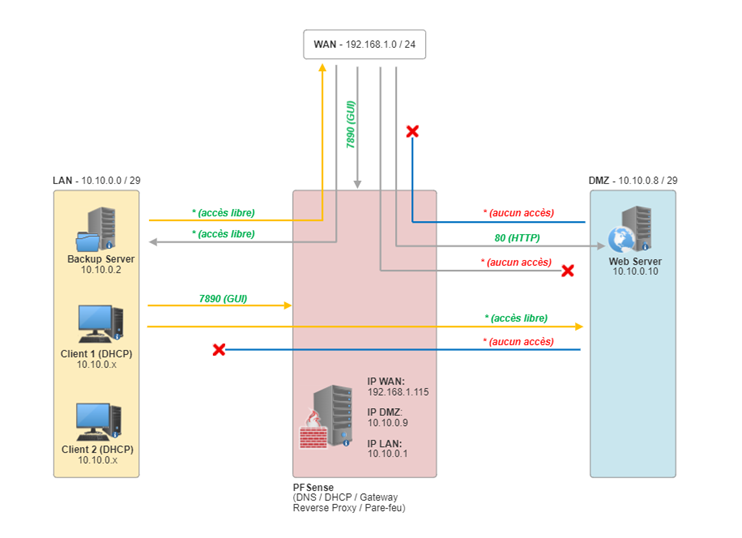 WAN - 192.168.1.0 / 24
7890 (GUI)
LAN - 10.10.0.0 / 29
DMZ - 10.10.0.8 / 29
* (accès libre)
* (aucun accès)
* (accès libre)
80 (HTTP)
Backup Server
10.10.0.2
* (aucun accès)
Web Server
10.10.0.10
7890 (GUI)
* (accès libre)
* (aucun accès)
Client 1 (DHCP)
10.10.0.x
IP WAN:
192.168.1.115
IP DMZ:
10.10.0.9
IP LAN:
10.10.0.1
Client 2 (DHCP)
10.10.0.x
PFSense
(DNS / DHCP / Gateway
Reverse Proxy / Pare-feu)